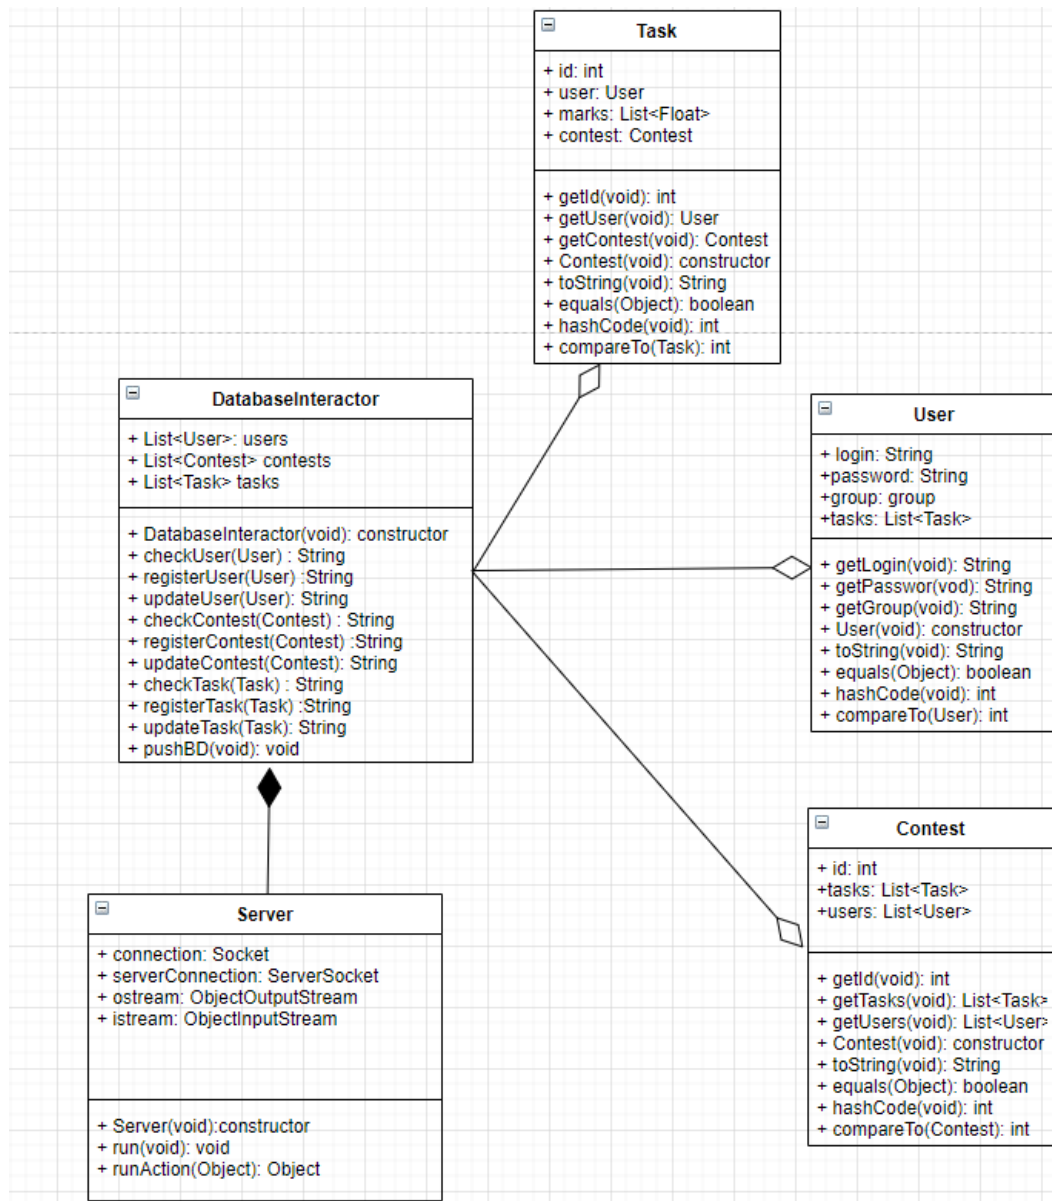 Task
+ id: int
+ user: User
+ marks: List<Float>
+ contest: Contest
+ getId(void): int
+ getUser(void): User
+ getContest(void): Contest
+ Contest(void): constructor
+ toString(void): String
+ equals(Object): boolean
+ hashCode(void): int
+ compareTo(Task): int
DatabaseInteractor
+ List<User>: users
+ List<Contest> contests
+ List<Task> tasks
+ DatabaseInteractor(void): constructor
+ checkUser(User) : String
+ registerUser(User) :String
+ updateUser(User): String
+ checkContest(Contest) : String
+ registerContest(Contest) :String
+ updateContest(Contest): String
+ checkTask(Task) : String
+ registerTask(Task) :String
+ updateTask(Task): String
+ pushBD(void): void
User
+ login: String
+password: String
+group: group
+tasks: List<Task>
+ getLogin(void): String
+ getPasswor(vod): String
+ getGroup(void): String
+ User(void): constructor
+ toString(void): String
+ equals(Object): boolean
+ hashCode(void): int
+ compareTo(User): int
Contest
+ id: int
+tasks: List<Task>
+users: List<User>
+ getId(void): int
+ getTasks(void): List<Task>
+ getUsers(void): List<User>
+ Contest(void): constructor
+ toString(void): String
+ equals(Object): boolean
+ hashCode(void): int
+ compareTo(Contest): int
Server
+ connection: Socket
+ serverConnection: ServerSocket
+ ostream: ObjectOutputStream
+ istream: ObjectInputStream
+ Server(void):constructor
+ run(void): void
+ runAction(Object): Object